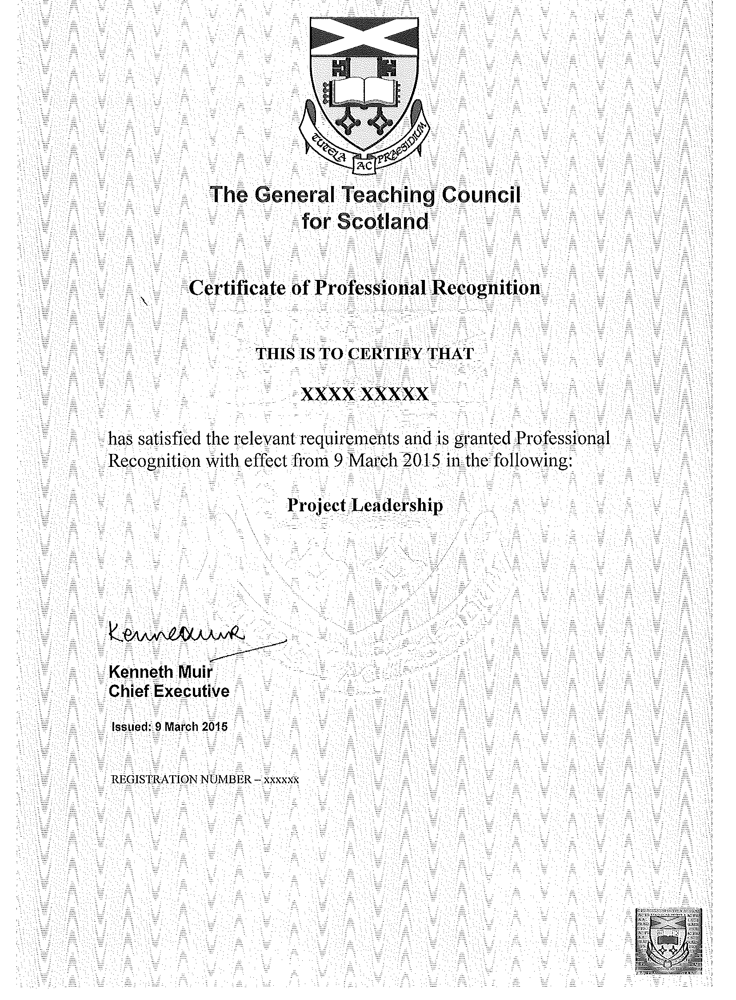 TUTELA AC PRAESIDIUM
The General Teaching Council
for Scotland
Certificate of Professional Recognition
THIS IS TO CERTIFY THAT
XXXX XXXXX
has satisfied the relevant requirements and is granted Professional
Recognition with effect from 9 March 2015 in the following:
Project Leadership
Kenneth Muir
Kenneth Muir
Chief Executive
Issued: 9 March 2015
REGISTRATION NUMBER – xxxxxx